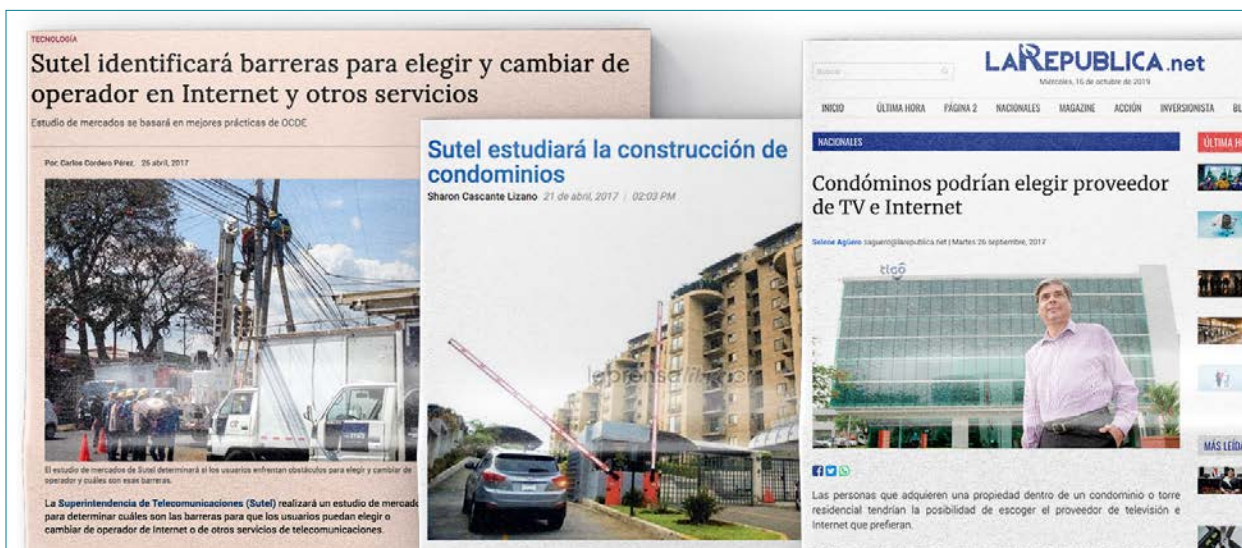 TECNOLOGÍA
Sutel identificará barreras para elegir y cambiar de
operador en Internet y otros servicios
Estudio de mercados se basará en mejores prácticas de OCDE
Por: Carlos Cordero Pérez, 26 abril, 2017
El estudio de mercados de Sutel determinará si los usuarios enfrentan obstáculos para elegir y cambiar de
operador y cuáles son esas barreras.
La Superintendencia de Telecomunicaciones (Sutel) realizará un estudio de mercado
para determinar cuáles son las barreras para que los usuarios puedan elegir o
cambiar de operador de Internet o de otros servicios de telecomunicaciones.
Sutel estudiará la construcción de
condominios
Sharon Cascante Lizano 21 de abril, 2017 | 02:03 PM
la prensa libre.cr
LAREPUBLICA.net
Buscar
Miércoles, 16 de octubre de 2019
INICIO ÚLTIMA HORA PÁGINA 2 NACIONALES MAGAZINE ACCIÓN INVERSIONISTA BL
NACIONALES
ÚLTIMA H
Condóminos podrían elegir proveedor
de TV e Internet
Martes 26 septiembre, 2017
tigo
MÁS LEÍDA
Las personas que adquieren una propiedad dentro de un condominio o torre
residencial tendrían la posibilidad de escoger el proveedor de televisión e
Internet que prefieran.